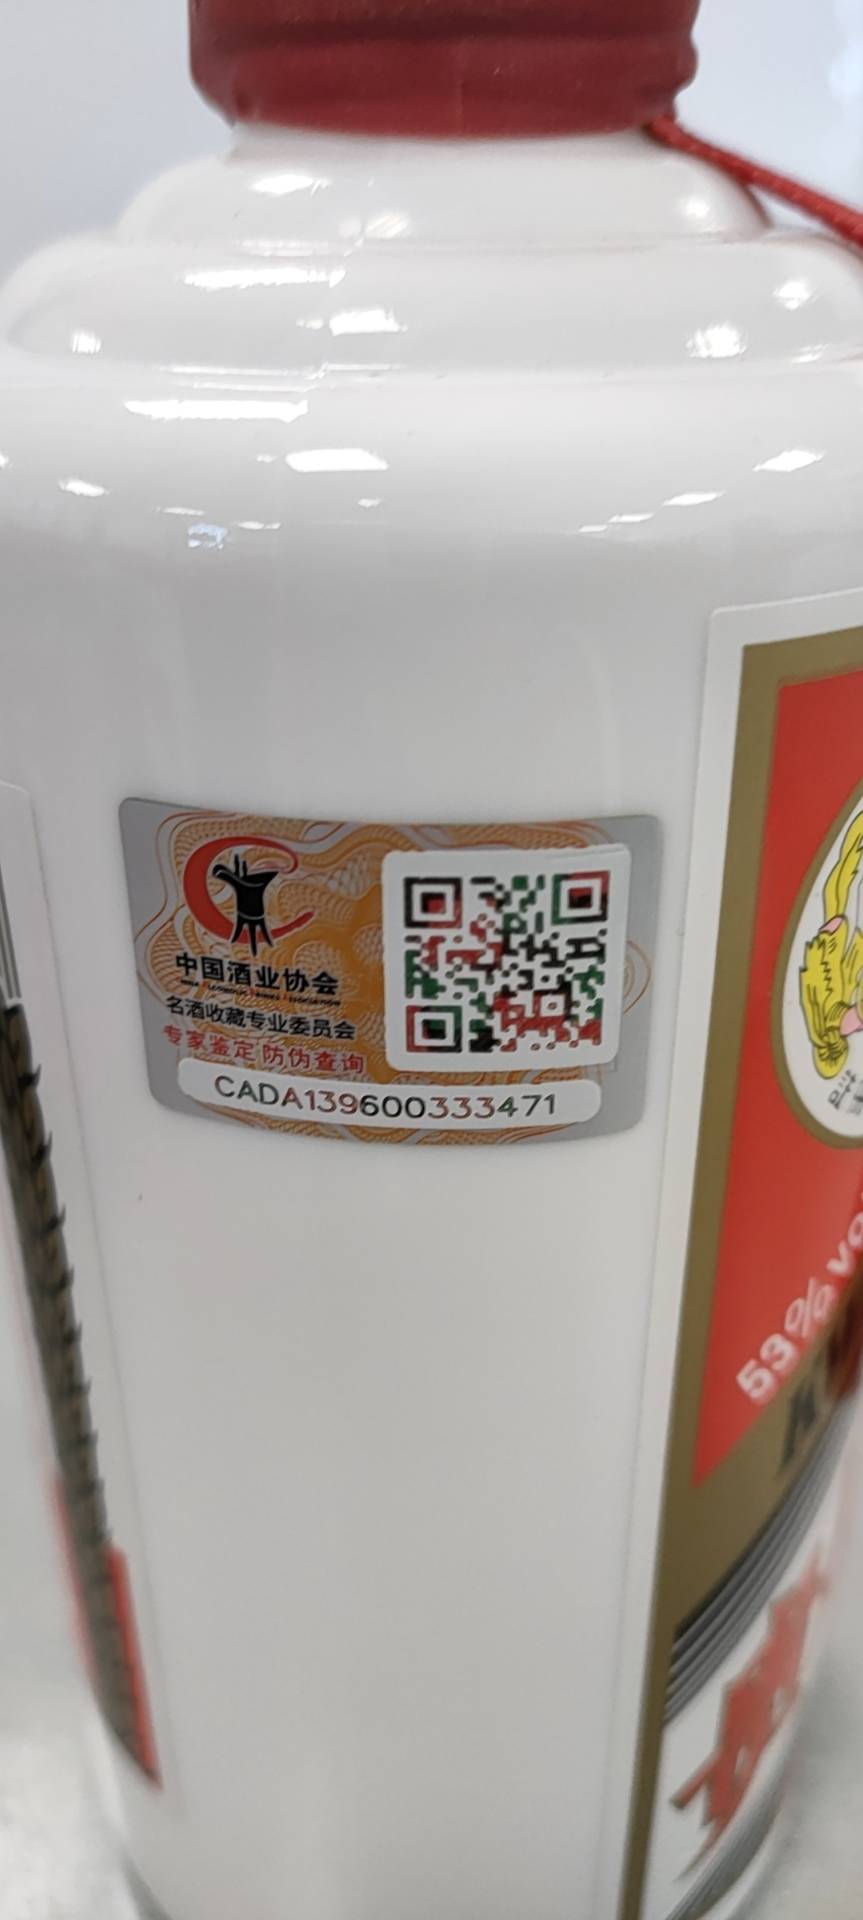 中国酒业协会
名酒收藏专业委员会
专家鉴定 防伪查询
CADA139600333471
53%